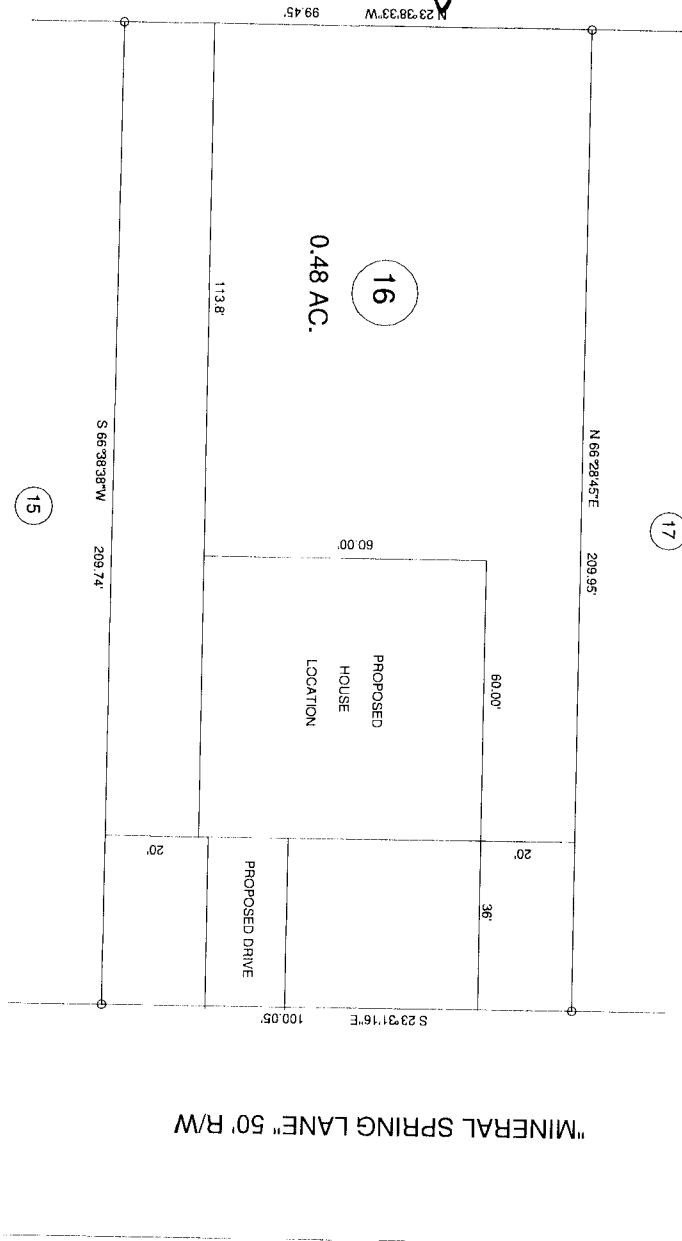 N 23°38'33"W 99.45'
16
0.48 AC.
113.8'
N 66°28'45"E 209.95'
17
S 66°38'38"W 209.74'
15
60.00'
60.00'
PROPOSED
HOUSE
LOCATION
20'
20'
36'
PROPOSED DRIVE
S 23°31'16"E 100.05'
"MINERAL SPRING LANE" 50' R/W